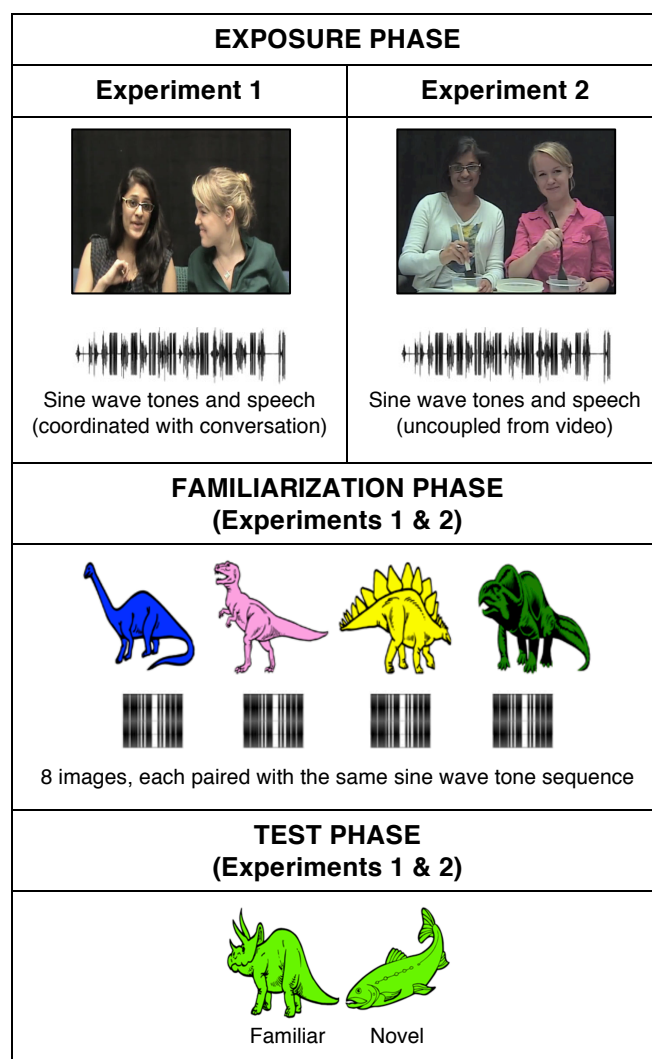 EXPOSURE PHASE
Experiment 1
Experiment 2
Sine wave tones and speech
(coordinated with conversation)
Sine wave tones and speech
(uncoupled from video)
FAMILIARIZATION PHASE
(Experiments 1 & 2)
8 images, each paired with the same sine wave tone sequence
TEST PHASE
(Experiments 1 & 2)
Familiar
Novel